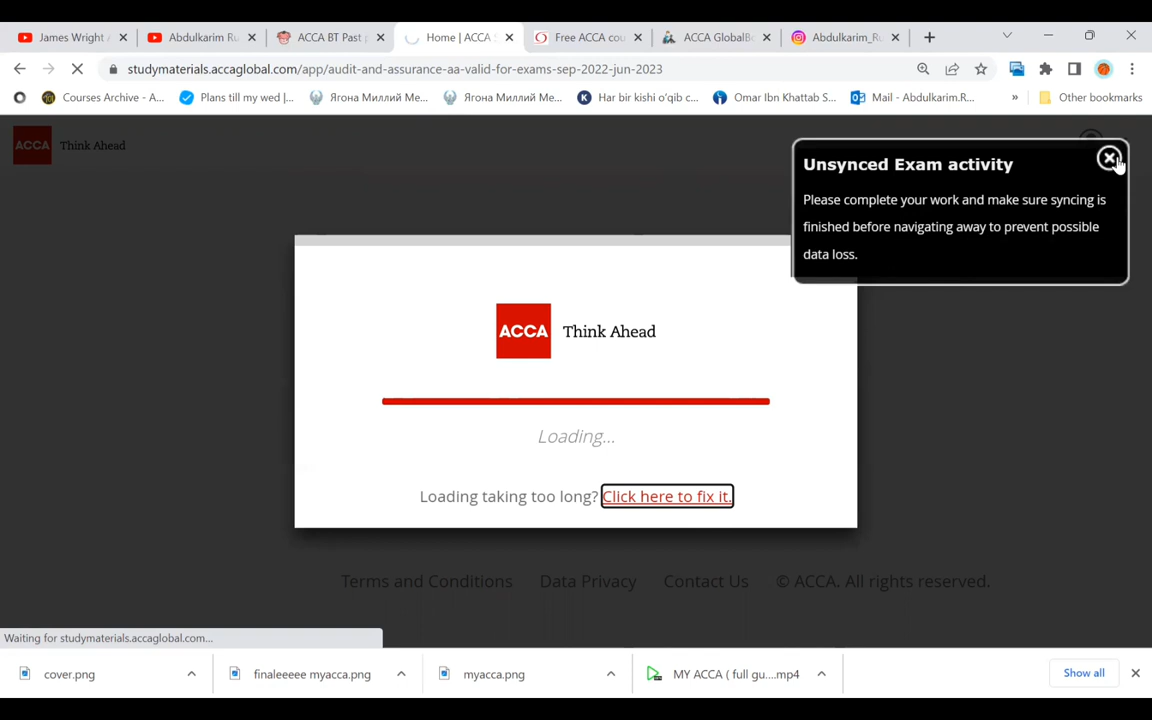 James Wright /
Abdulkarim Ru
ACCA BT Past p
Home | ACCA S
Free ACCA cou
ACCA GlobalBo
Abdulkarim_Ru
studymaterials.accaglobal.com/app/audit-and-assurance-aa-valid-for-exams-sep-2022-jun-2023
Courses Archive - A...
Plans till my wed |...
Ягона Миллий Ме...
Ягона Миллий Ме...
Har bir kishi o'qib c...
Omar Ibn Khattab S...
Mail - Abdulkarim.R...
»
Other bookmarks
ACCA Think Ahead
Unsynced Exam activity
Please complete your work and make sure syncing is
finished before navigating away to prevent possible
data loss.
ACCA Think Ahead
Loading...
Loading taking too long? Click here to fix it.
Terms and Conditions
Data Privacy
Contact Us
© ACCA. All rights reserved.
Waiting for studymaterials.accaglobal.com...
cover.png
finaleeeee myacca.png
myacca.png
MY ACCA ( full gu....mp4
Show all